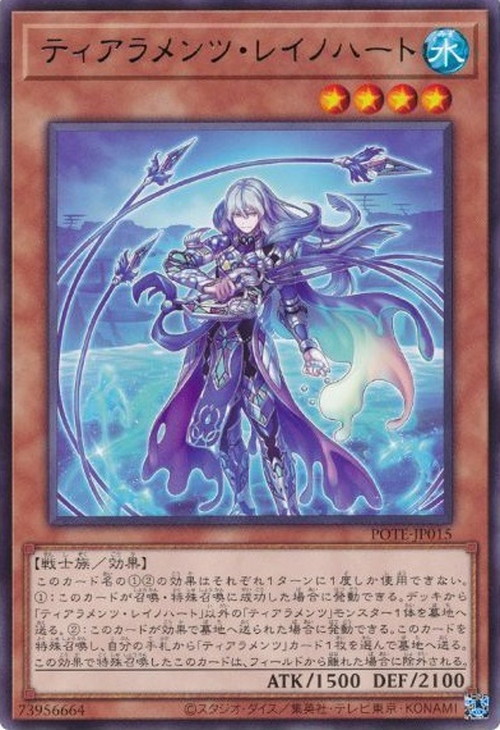 ティアラメンツ・レイノハート
水
POTE-JP015
【戦士族/効果】
このカード名の①②の効果はそれぞれ1ターンに1度しか使用できない。
①:このカードが召喚・特殊召喚に成功した場合に発動できる。デッキから
「ティアラメンツ・レイノハート」以外の「ティアラメンツ」モンスター1体を墓地へ
送る。②:このカードが効果で墓地へ送られた場合に発動できる。このカードを
特殊召喚し、自分の手札から「ティアラメンツ」カード1枚を選んで墓地へ送る。
この効果で特殊召喚したこのカードは、フィールドから離れた場合に除外される。
ATK/1500 DEF/2100
73956664 ©スタジオ・ダイス/集英社・テレビ東京・KONAMI